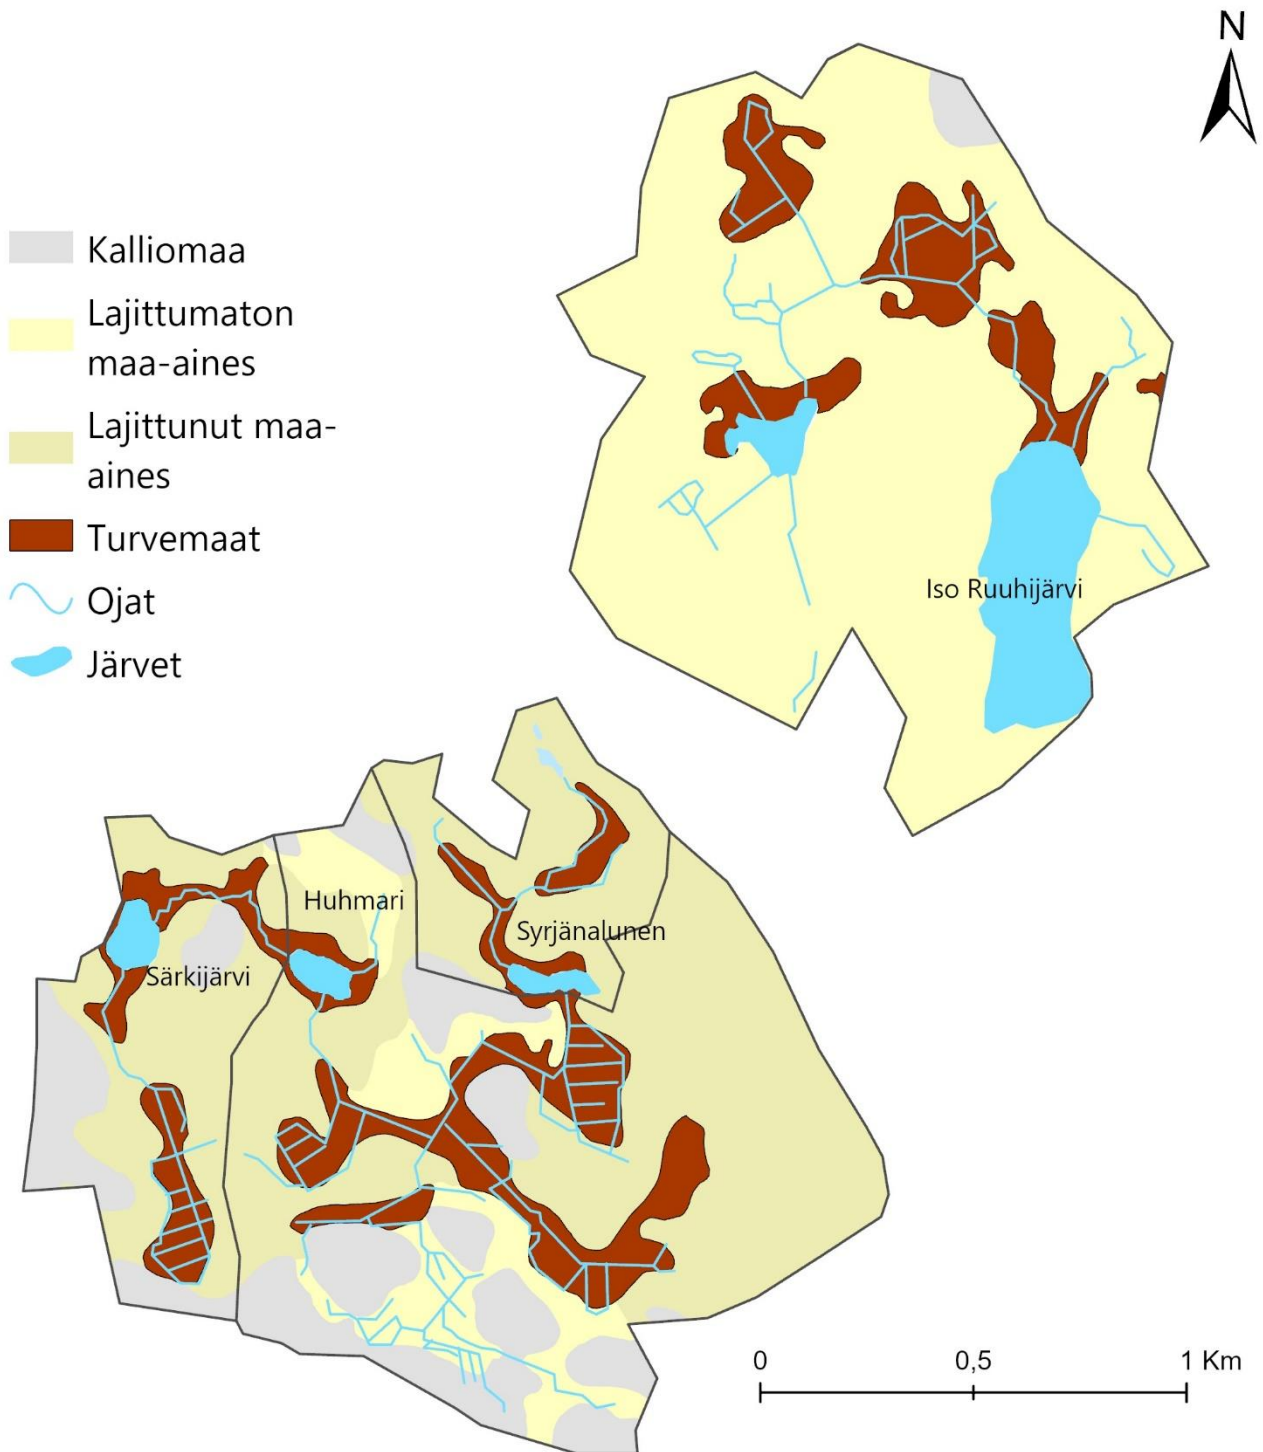 N
Kalliomaa
Lajittumaton
maa-aines
Lajittunut maa-
aines
Turvemaat
Ojat
Järvet
Iso Ruuhijärvi
Huhmari
Syrjänalunen
Särkijärvi
0 0,5 1 Km